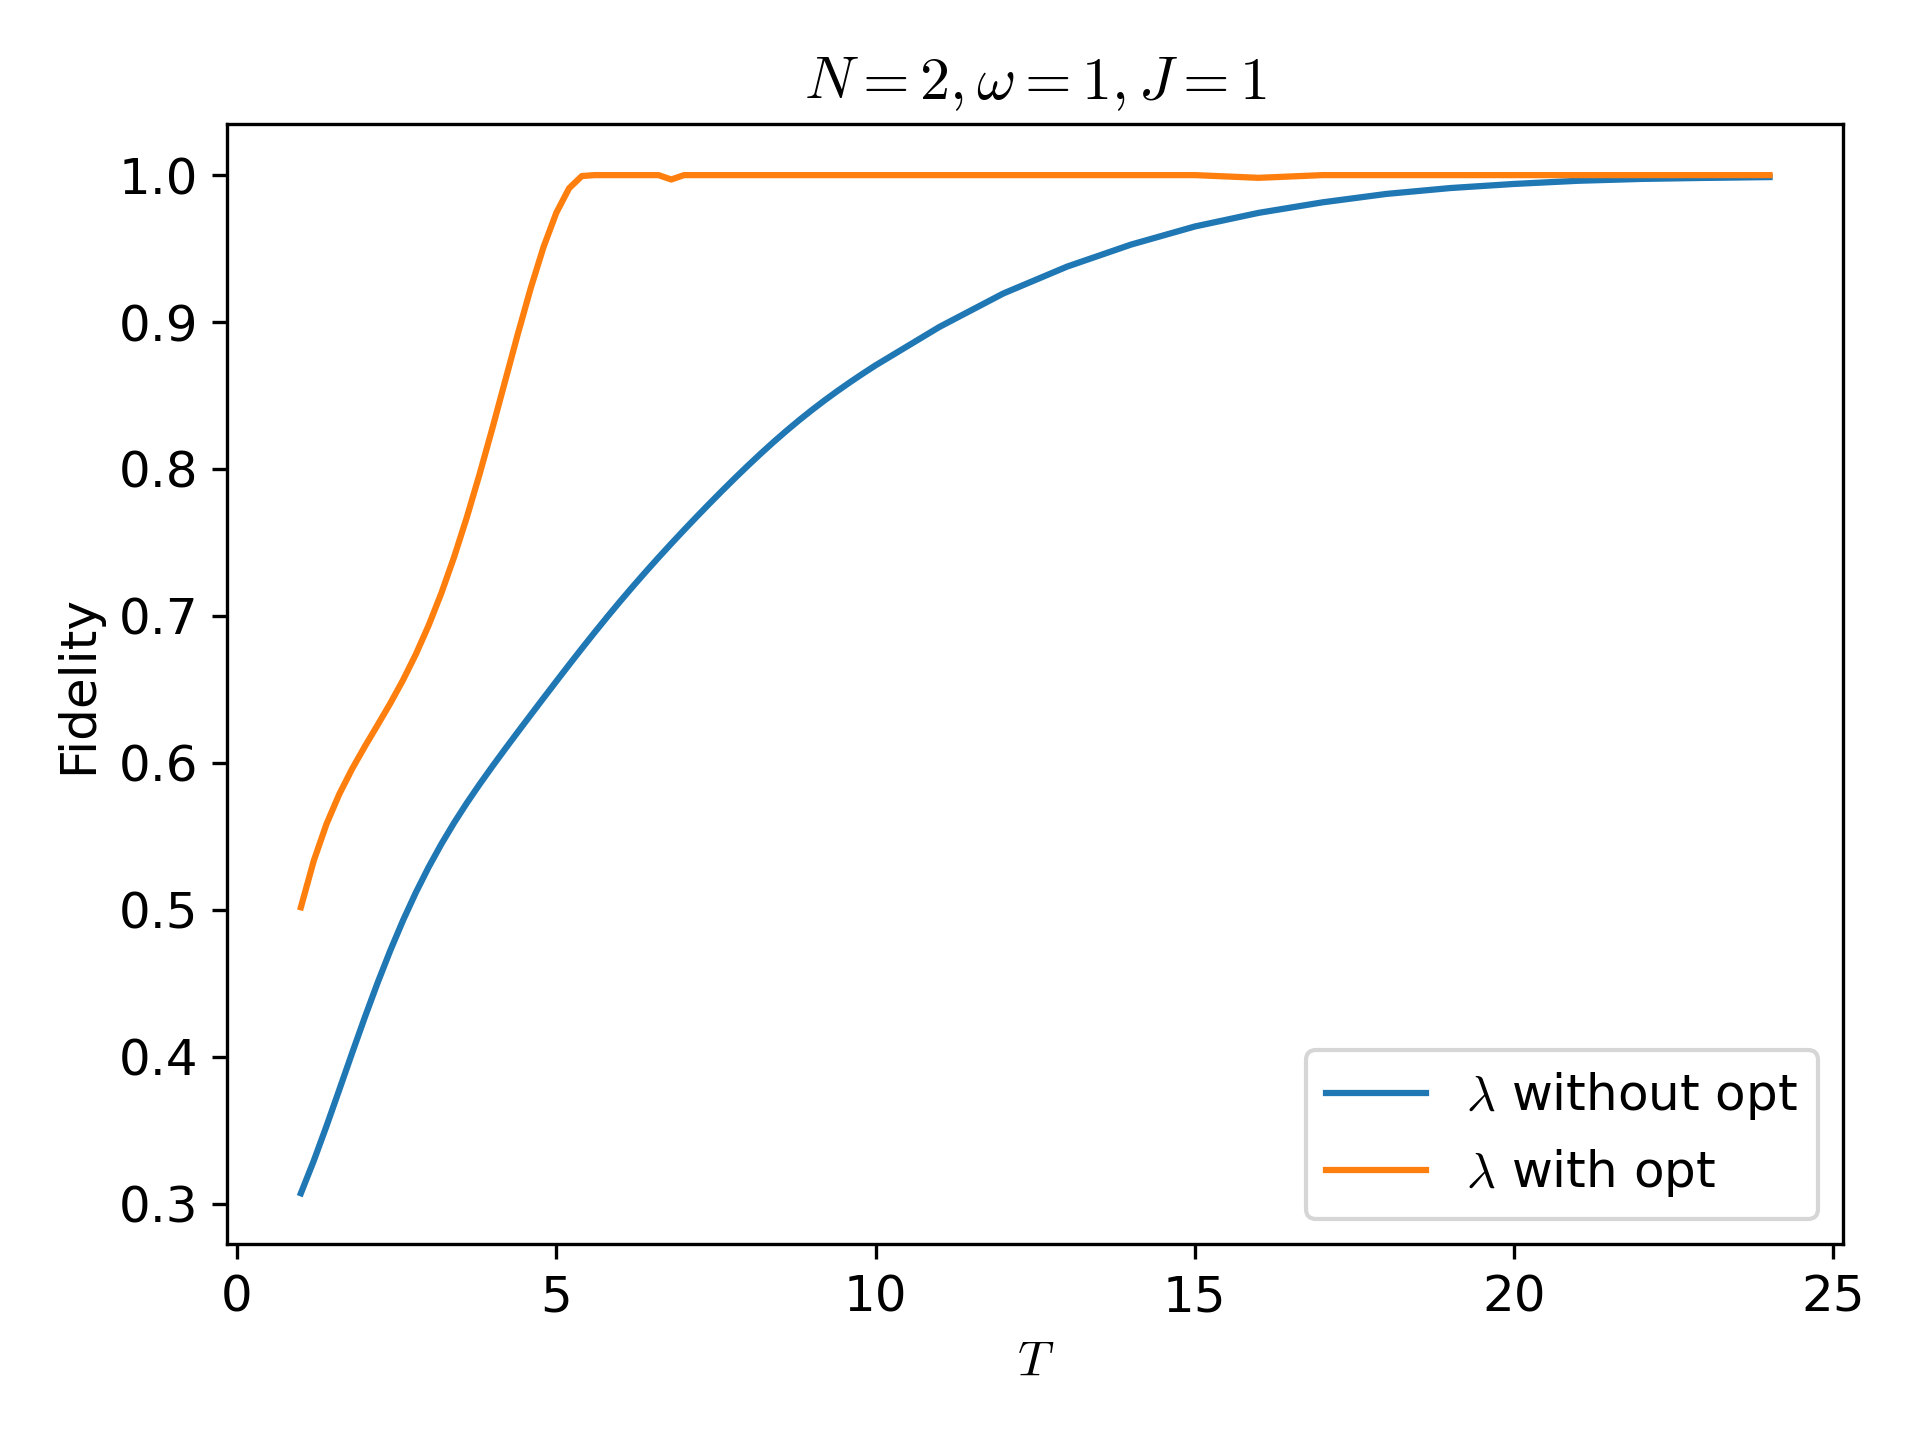 N = 2, ω = 1, J = 1
Fidelity
1.0
0.9
0.8
0.7
0.6
0.5
0.4
0.3
0 5 10 15 20 25
T
λ without opt
λ with opt